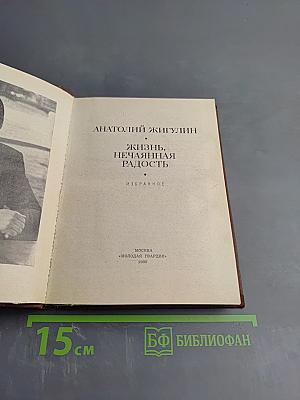 АНАТОЛИЙ ЖИГУЛИН
ЖИЗНЬ,
НЕЧАЯННАЯ
РАДОСТЬ
ИЗБРАННОЕ
МОСКВА
«МОЛОДАЯ ГВАРДИЯ»
15 см
БФ БИБЛИОФАН